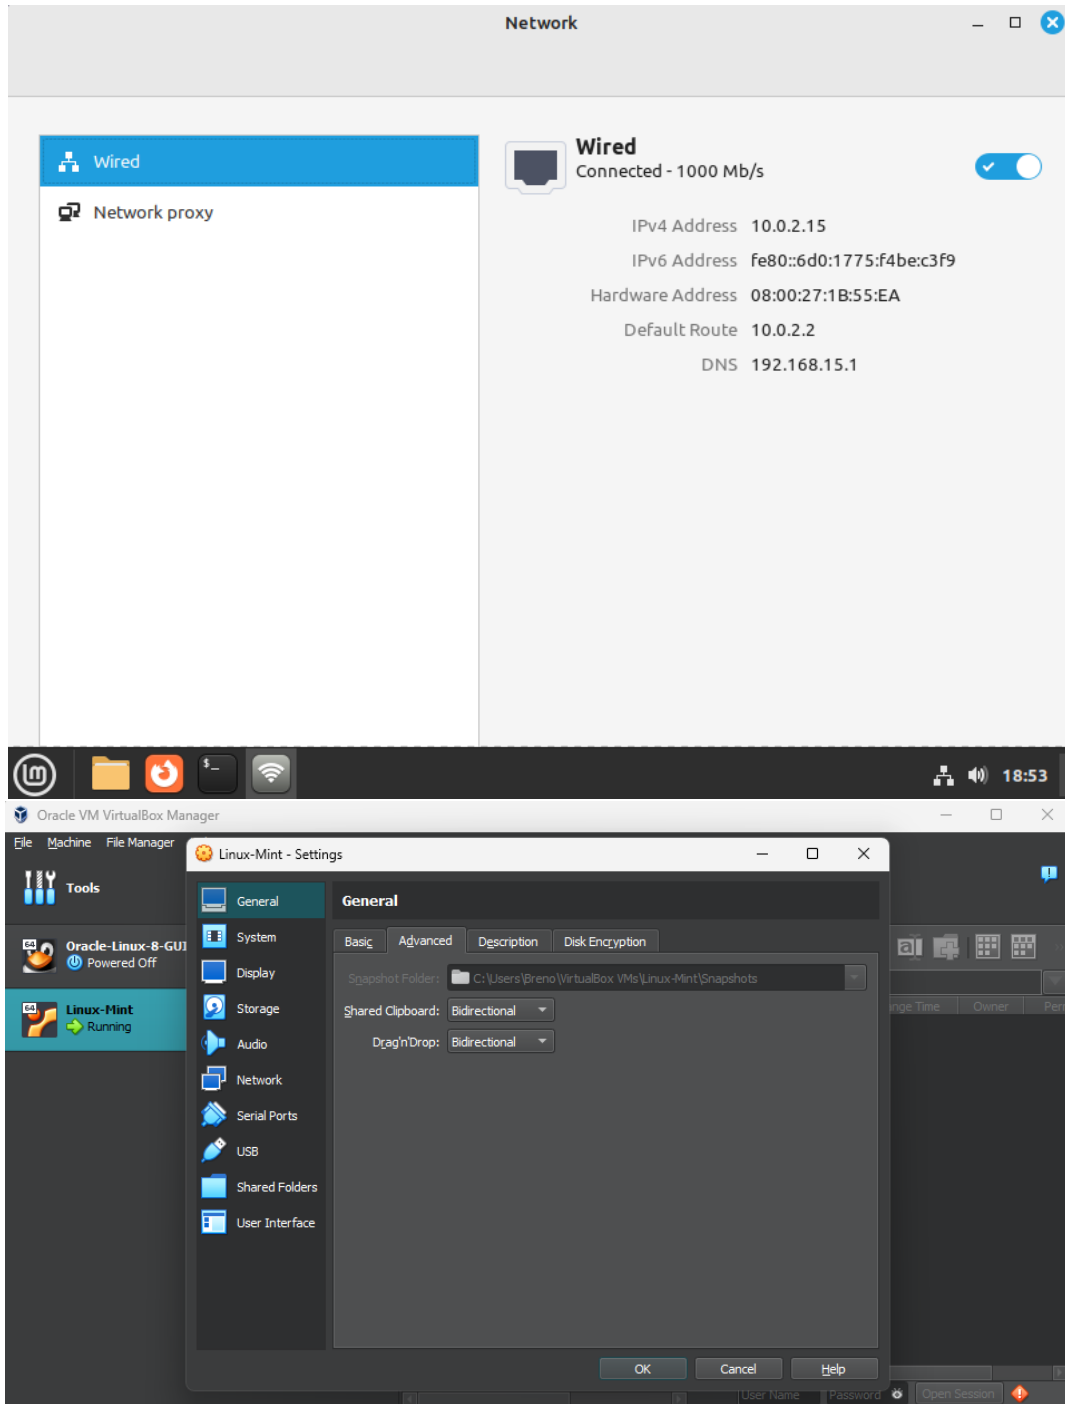 Network
Wired
Network proxy
Wired
Connected - 1000 Mb/s
IPv4 Address 10.0.2.15
IPv6 Address fe80::6d0:1775:f4be:c3f9
Hardware Address 08:00:27:1B:55:EA
Default Route 10.0.2.2
DNS 192.168.15.1
$_
18:53
Oracle VM VirtualBox Manager
File Machine File Manager
Tools
64
Oracle-Linux-8-GUI
Powered Off
64
Linux-Mint
Running
Linux-Mint - Settings
General
System
Display
Storage
Audio
Network
Serial Ports
USB
Shared Folders
User Interface
General
Basic Advanced Description Disk Encryption
Snapshot Folder: C:\Users\Breno\VirtualBox VMs\Linux-Mint\Snapshots
Shared Clipboard: Bidirectional
Drag'n'Drop: Bidirectional
OK Cancel Help
nge Time Owner Perr
User Name Password Open Session